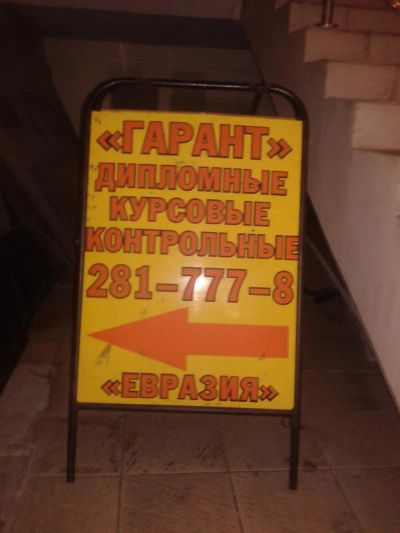 «ГАРАНТ»
ДИПЛОМНЫЕ
КУРСОВЫЕ
КОНТРОЛЬНЫЕ
281-777-8
«ЕВРАЗИЯ»